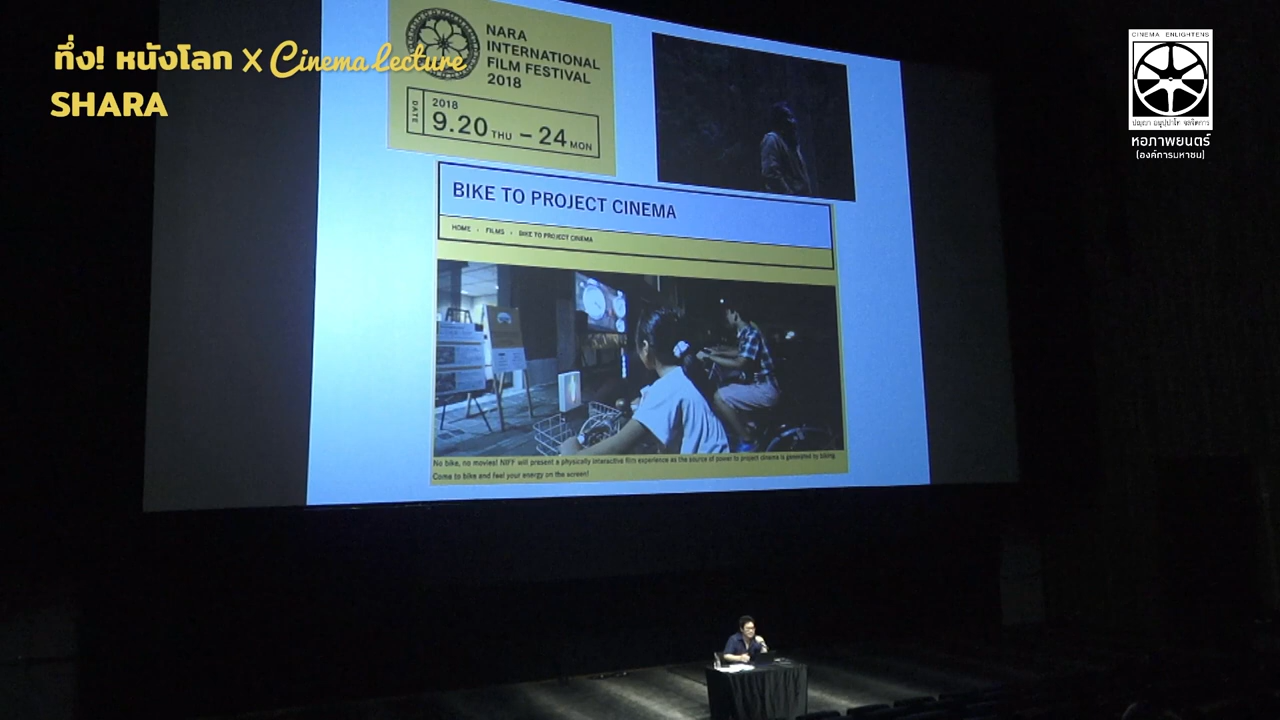 ทึ่ง! หนังโลก X Cinema Lecture
SHARA
NARA
INTERNATIONAL
FILM FESTIVAL
2018
DATE
2018
9.20 THU – 24 MON
BIKE TO PROJECT CINEMA
HOME › FILMS › BIKE TO PROJECT CINEMA
No bike, no movies! NIFF will present a physically interactive film experience as the source of power to project cinema is generated by biking
Come to bike and feel your energy on the screen!
CINEMA ENLIGHTENS
หอภาพยนตร์
(องค์การมหาชน)